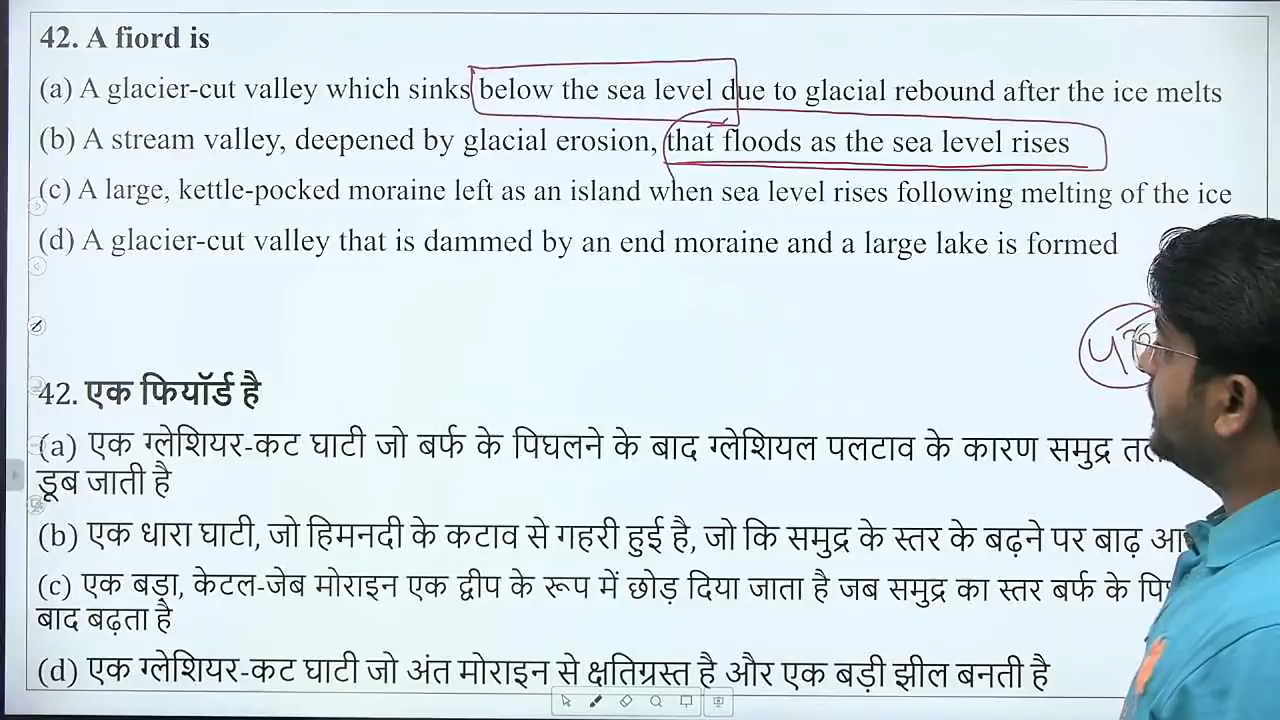 42. A fiord is
(a) A glacier-cut valley which sinks below the sea level due to glacial rebound after the ice melts
(b) A stream valley, deepened by glacial erosion, that floods as the sea level rises
(c) A large, kettle-pocked moraine left as an island when sea level rises following melting of the ice
(d) A glacier-cut valley that is dammed by an end moraine and a large lake is formed
42. एक फियॉर्ड है
(a) एक ग्लेशियर-कट घाटी जो बर्फ के पिघलने के बाद ग्लेशियल पलटाव के कारण समुद्र
डूब जाती है
(b) एक धारा घाटी, जो हिमनदी के कटाव से गहरी हुई है, जो कि समुद्र के स्तर के बढ़ने पर बाढ़
(c) एक बड़ा, केटल-जेब मोराइन एक द्वीप के रूप में छोड़ दिया जाता है जब समुद्र का स्तर बर्फ के
बाद बढ़ता है
(d) एक ग्लेशियर-कट घाटी जो अंत मोराइन से क्षतिग्रस्त है और एक बड़ी झील बनती है